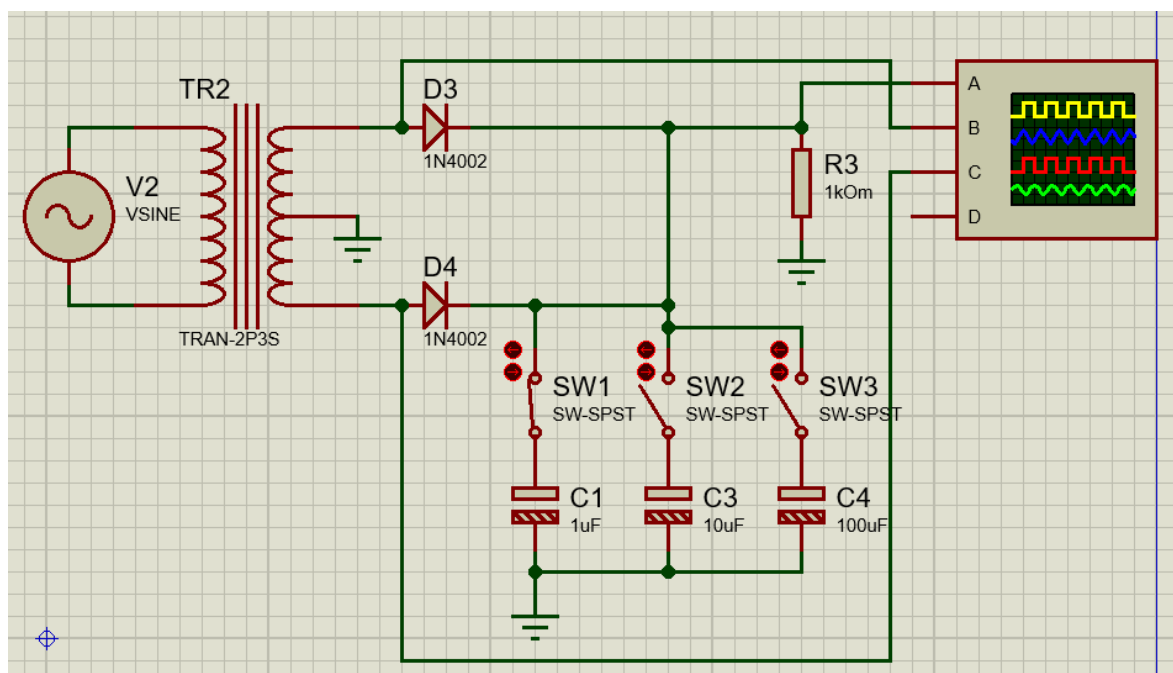 TR2
TRAN-2P3S
V2
VSINE
D3
1N4002
D4
1N4002
R3
1kOm
A
B
C
D
SW1
SW-SPST
SW2
SW-SPST
SW3
SW-SPST
C1
1uF
C3
10uF
C4
100uF